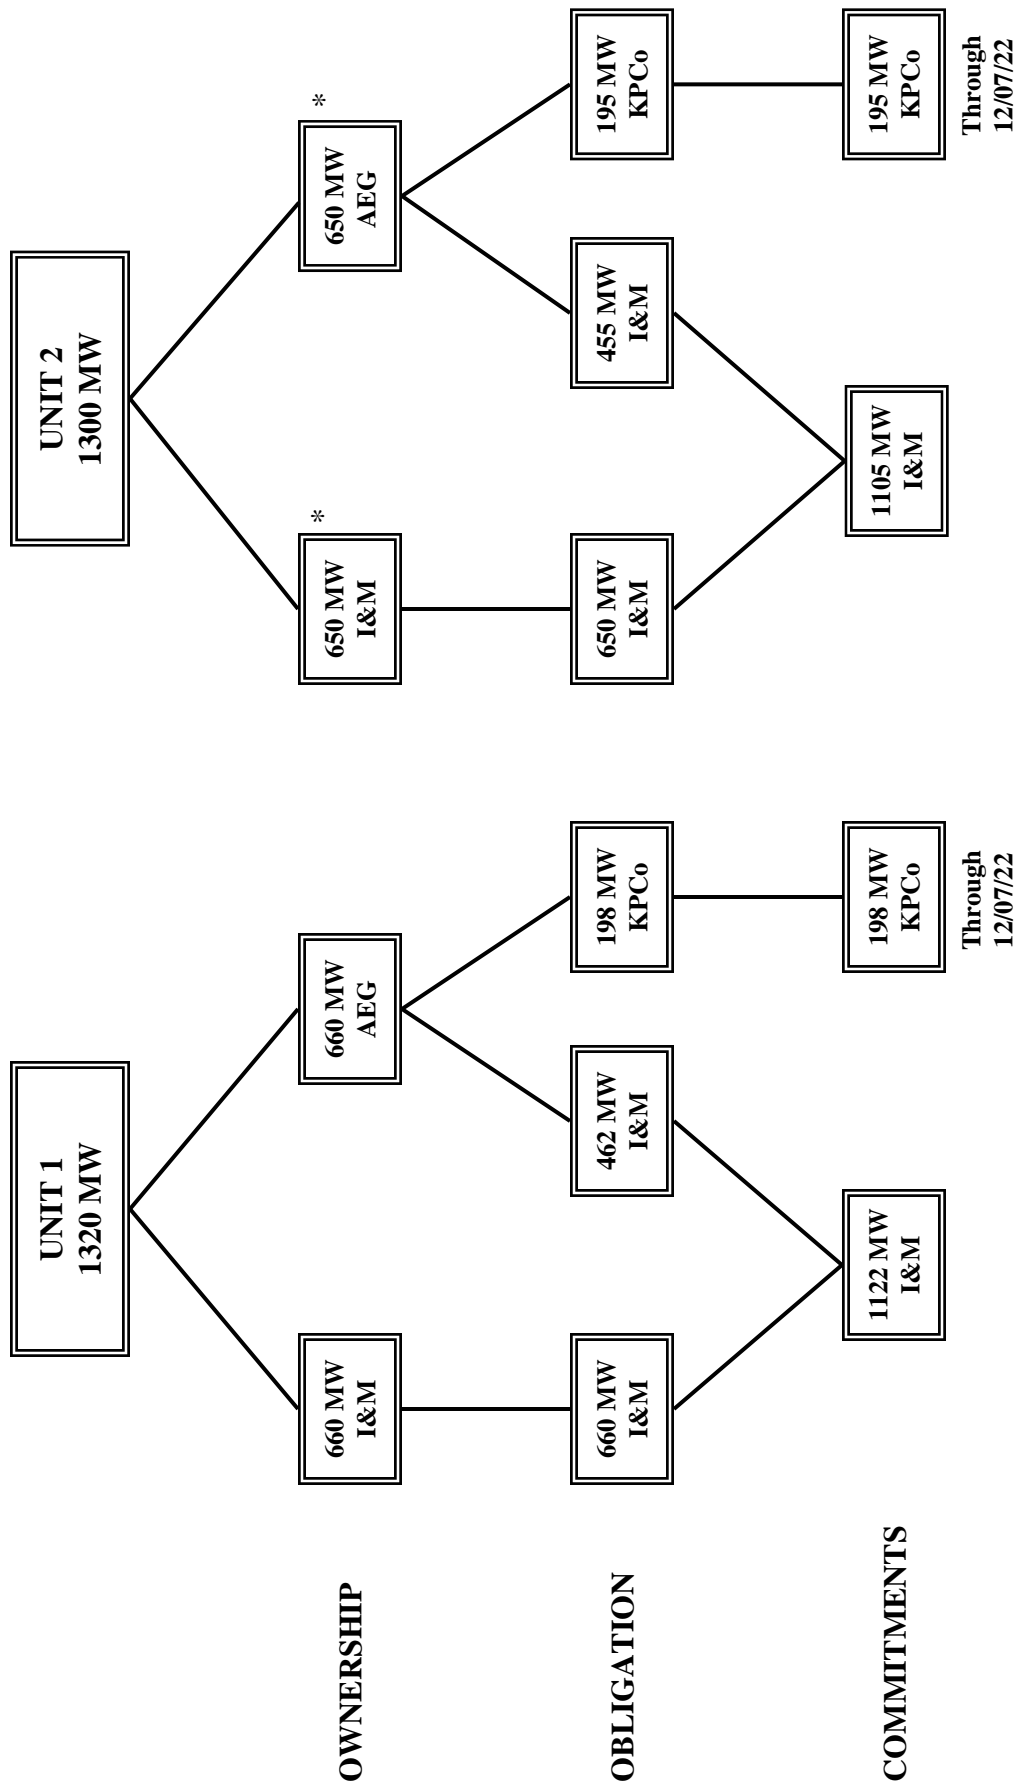 UNIT 1
1320 MW
UNIT 2
1300 MW
OWNERSHIP
660 MW
I&M
660 MW
AEG
650 MW
I&M
*
650 MW
AEG
*
OBLIGATION
660 MW
I&M
462 MW
I&M
198 MW
KPCo
650 MW
I&M
455 MW
I&M
195 MW
KPCo
COMMITMENTS
1122 MW
I&M
198 MW
KPCo
1105 MW
I&M
195 MW
KPCo
Through
12/07/22
Through
12/07/22